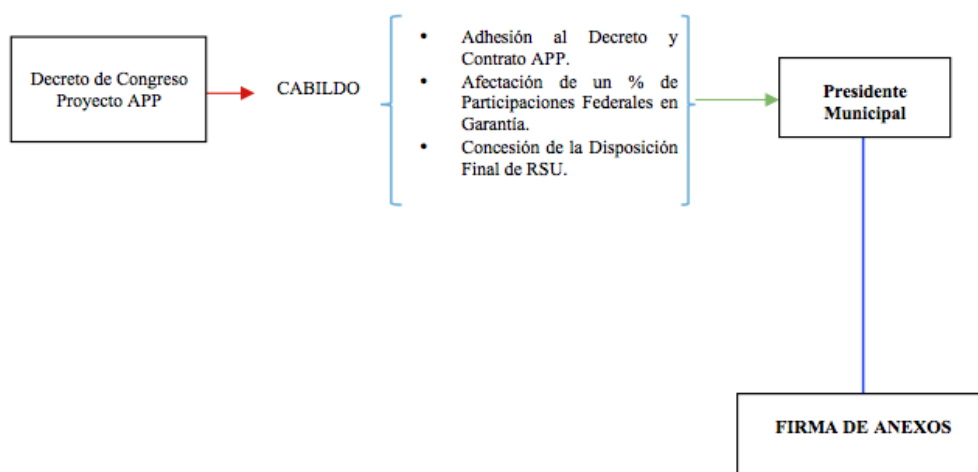 Decreto de Congreso
Proyecto APP
CABILDO
• Adhesión al Decreto y
Contrato APP.
• Afectación de un % de
Participaciones Federales en
Garantía.
• Concesión de la Disposición
Final de RSU.
Presidente
Municipal
FIRMA DE ANEXOS